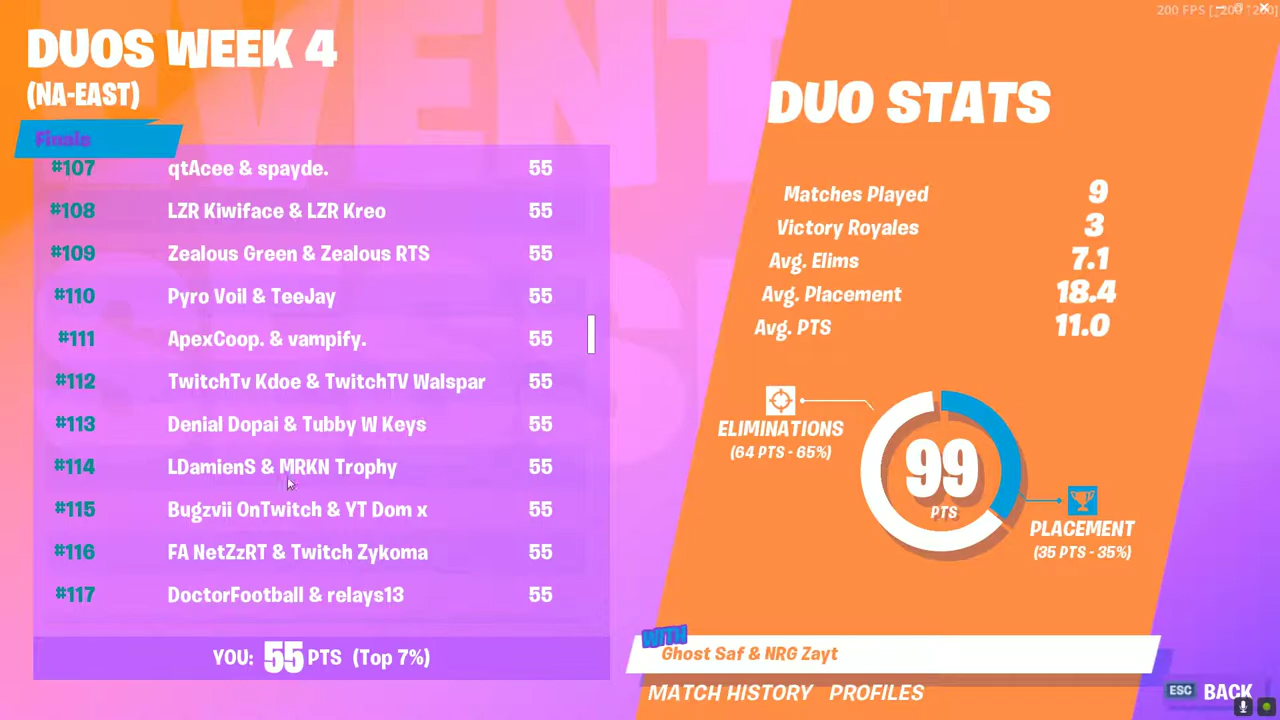 200 FPS [↓200 ↑200]
DUOS WEEK 4
(NA-EAST)
Finals
#107 qtAcee & spayde. 55
#108 LZR Kiwiface & LZR Kreo 55
#109 Zealous Green & Zealous RTS 55
#110 Pyro Voil & TeeJay 55
#111 ApexCoop. & vampify. 55
#112 TwitchTv Kdoe & TwitchTV Walspar 55
#113 Denial Dopai & Tubby W Keys 55
#114 LDamienS & MRKN Trophy 55
#115 Bugzvii OnTwitch & YT Dom x 55
#116 FA NetZzRT & Twitch Zykoma 55
#117 DoctorFootball & relays13 55
YOU: 55 PTS (Top 7%)
DUO STATS
Matches Played 9
Victory Royales 3
Avg. Elims 7.1
Avg. Placement 18.4
Avg. PTS 11.0
ELIMINATIONS
(64 PTS - 65%)
99
PTS
PLACEMENT
(35 PTS - 35%)
WITH
Ghost Saf & NRG Zayt
MATCH HISTORY PROFILES
ESC BACK